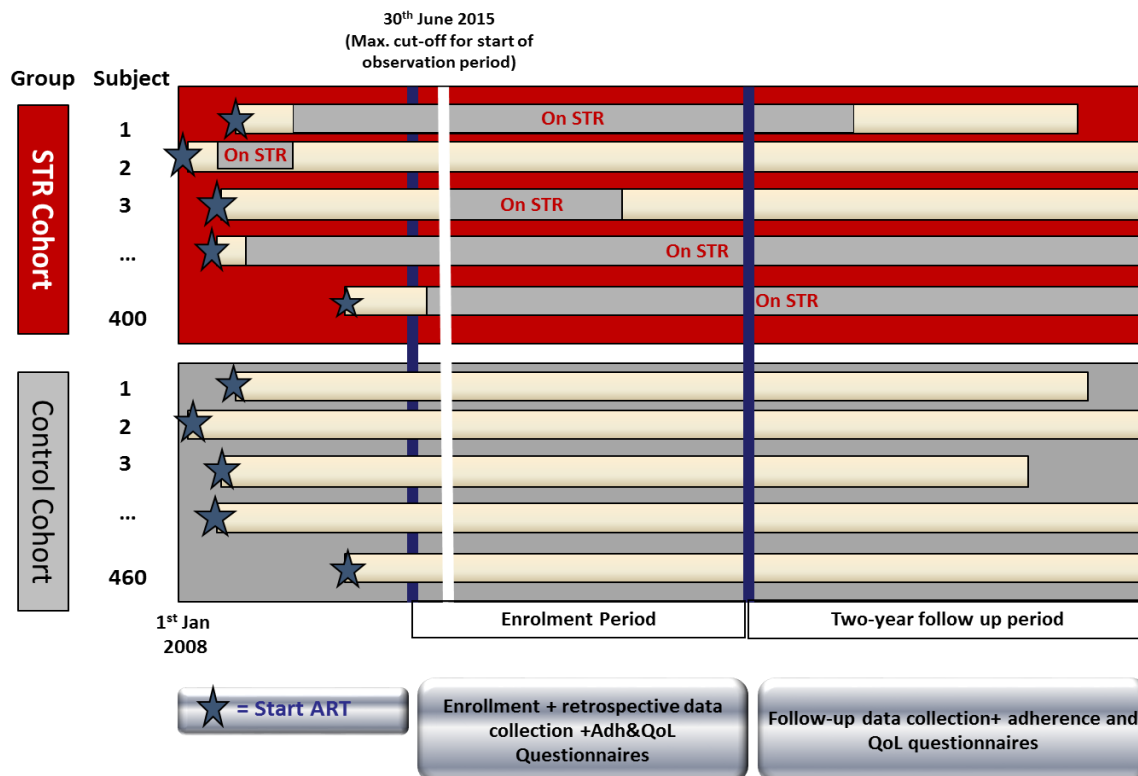 30th June 2015
(Max. cut-off for start of
observation period)
Group
Subject
STR Cohort
1
On STR
2
On STR
3
On STR
...
On STR
400
On STR
Control Cohort
1
2
3
...
460
1st Jan
2008
Enrolment Period
Two-year follow up period
= Start ART
Enrollment + retrospective data
collection +Adh&QoL
Questionnaires
Follow-up data collection+ adherence and
QoL questionnaires